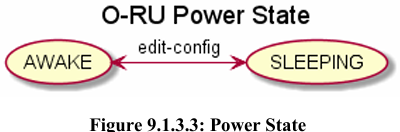 O-RU Power State
edit-config
AWAKE
SLEEPING
Figure 9.1.3.3: Power State